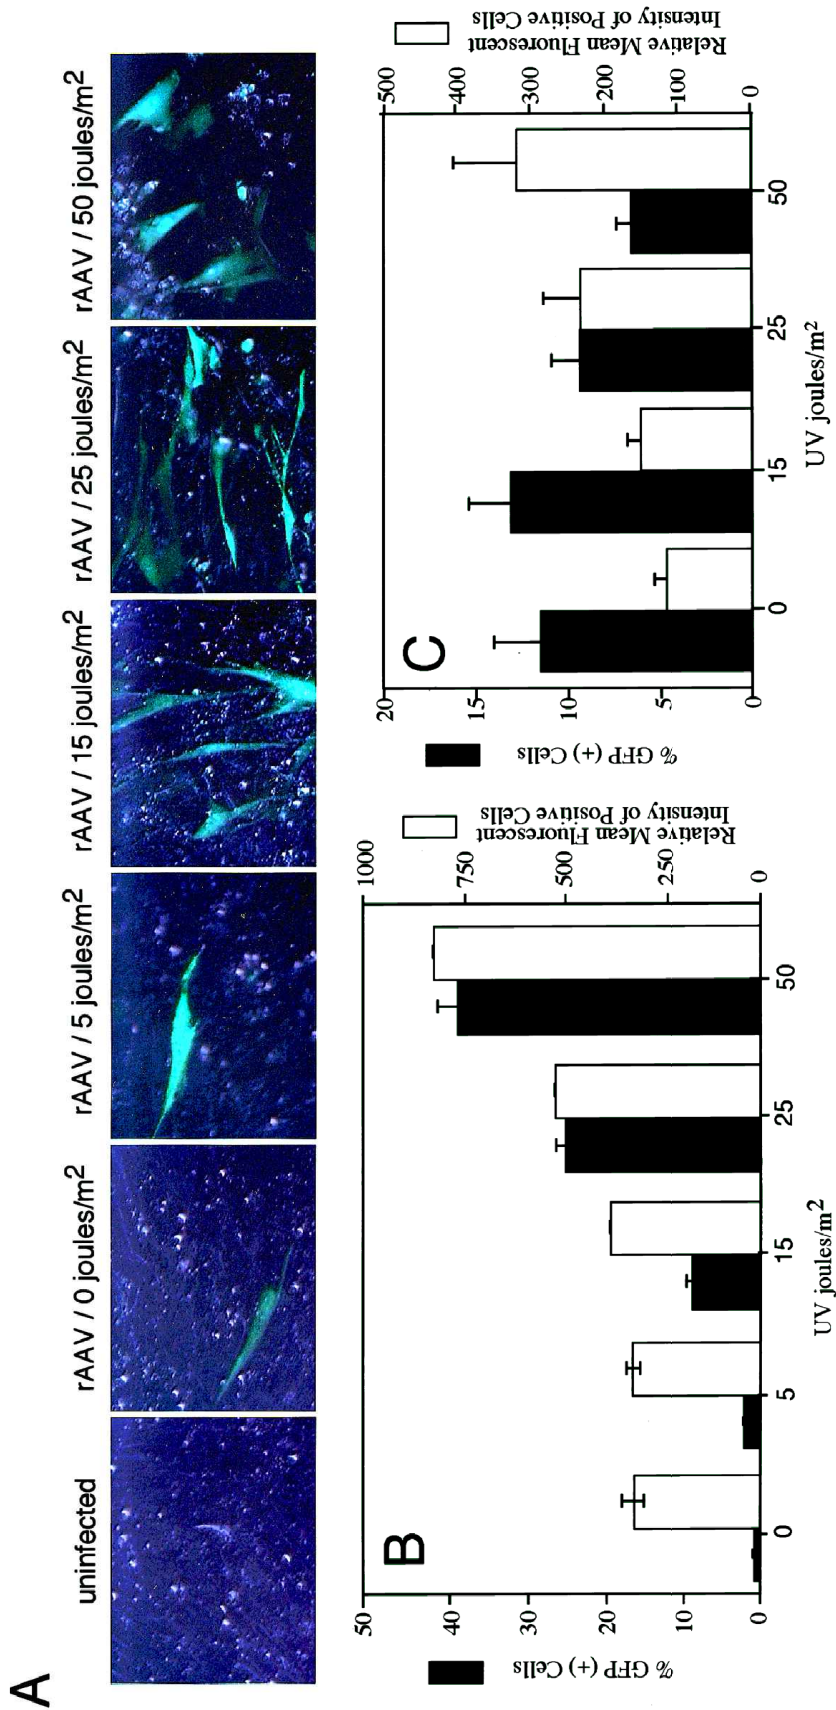 A
uninfected
rAAV / 0 joules/m2
rAAV / 5 joules/m2
rAAV / 15 joules/m2
rAAV / 25 joules/m2
rAAV / 50 joules/m2
B
% GFP (+) Cells
50
40
30
20
10
0
0
5
15
25
50
UV joules/m2
1000
750
500
250
0
Relative Mean Fluorescent
Intensity of Positive Cells
C
% GFP (+) Cells
20
15
10
5
0
0
15
25
50
UV joules/m2
500
400
300
200
100
0
Relative Mean Fluorescent
Intensity of Positive Cells